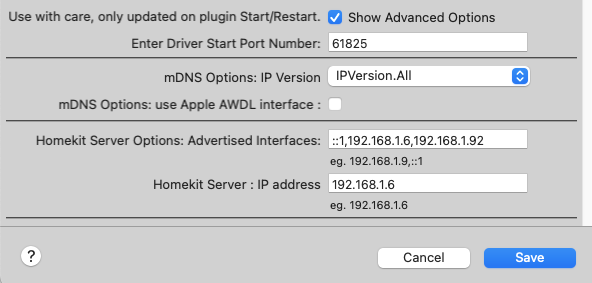 Use with care, only updated on plugin Start/Restart. Show Advanced Options
Enter Driver Start Port Number: 61825
mDNS Options: IP Version IPVersion.All
mDNS Options: use Apple AWDL interface :
Homekit Server Options: Advertised Interfaces: ::1,192.168.1.6,192.168.1.92
eg. 192.168.1.9,::1
Homekit Server : IP address 192.168.1.6
eg. 192.168.1.6
? Cancel Save